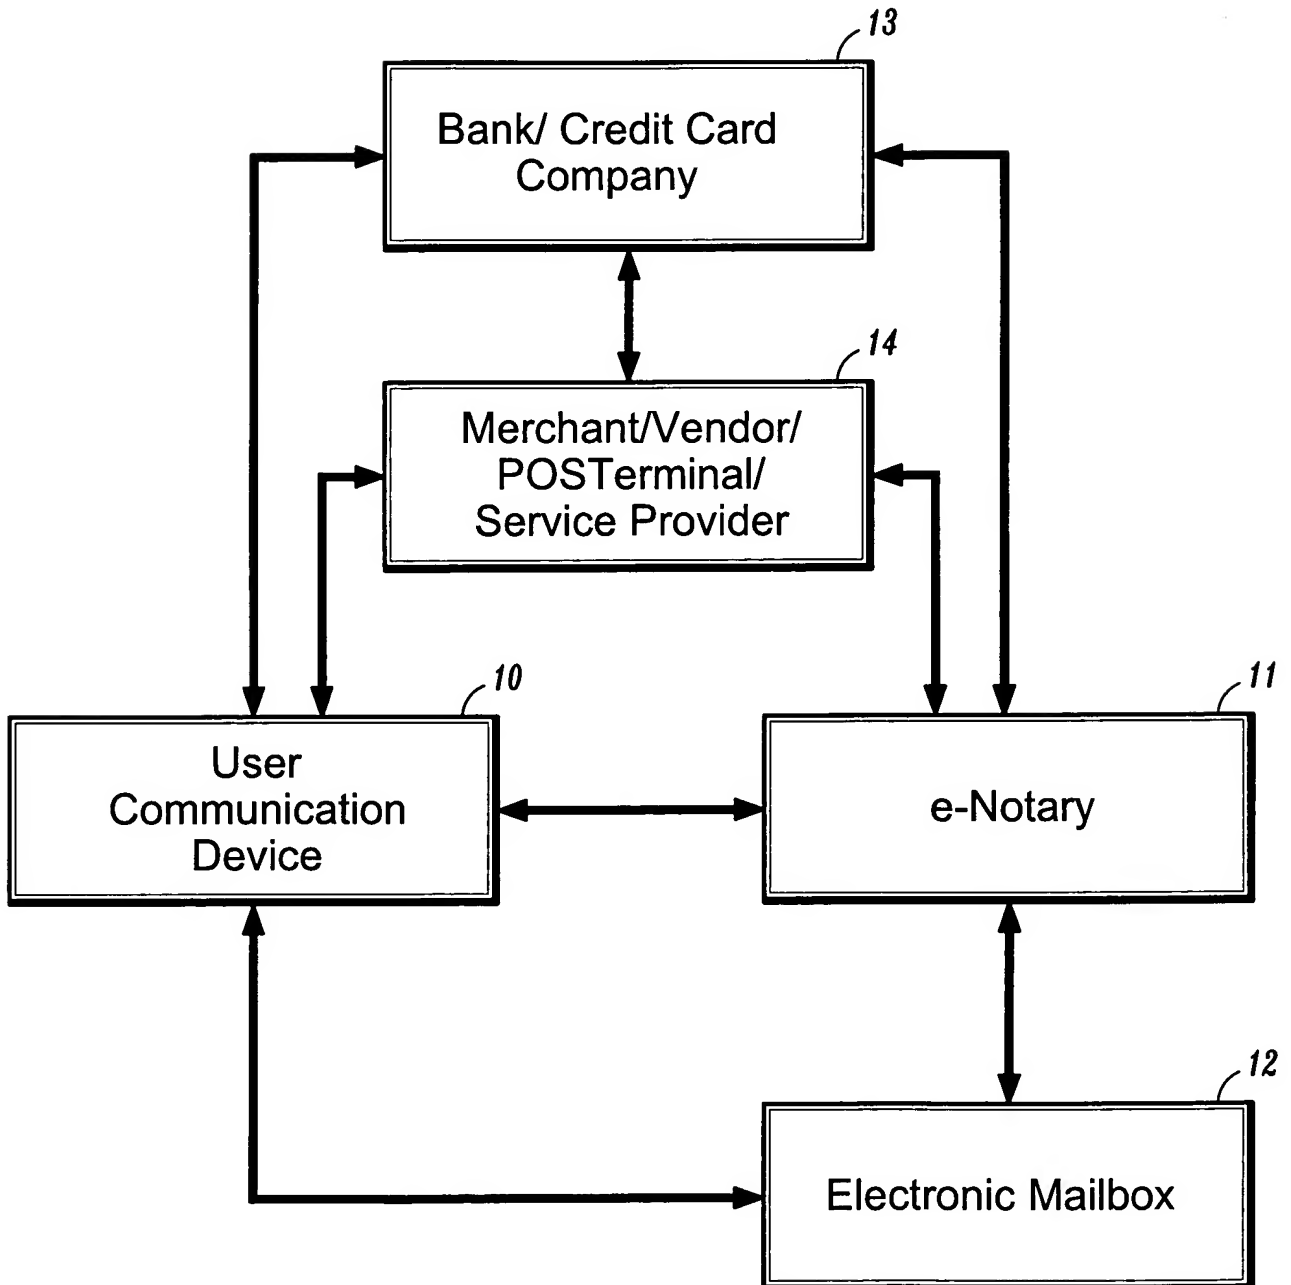 13
Bank/ Credit Card
Company
14
Merchant/Vendor/
POSTerminal/
Service Provider
10
User
Communication
Device
11
e-Notary
12
Electronic Mailbox